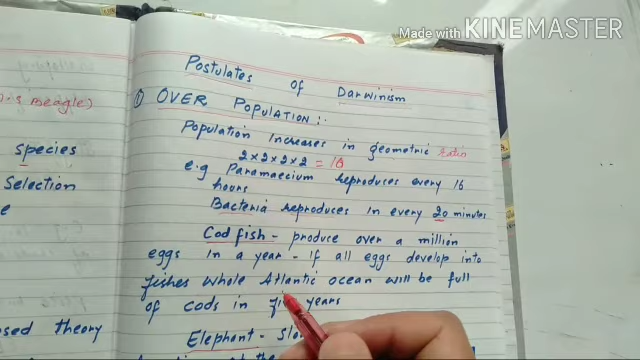 Made with KINEMASTER
Postulates of Darwinism
① OVER POPULATION:-
Population increases in geometric ratio
2×2×2×2 = 16
e.g Paramaecium reproduces every 16
hours
Bacteria reproduces in every 20 minutes
Cod fish - produce over a million
eggs in a year - if all eggs develop into
fishes whole Atlantic ocean will be full
of cods in years
Elephant -
.s Beagle)
species
Selection
theory